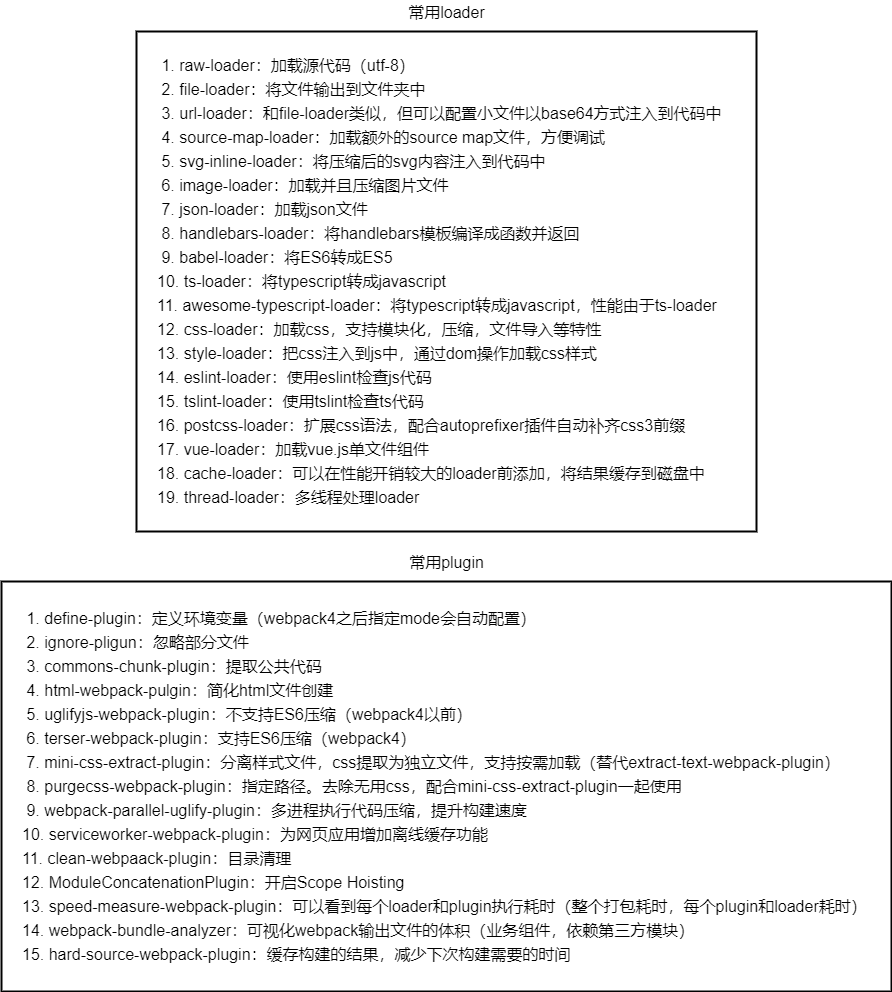 常用loader
1. raw-loader：加载源代码（utf-8）
2. file-loader：将文件输出到文件夹中
3. url-loader：和file-loader类似，但可以配置小文件以base64方式注入到代码中
4. source-map-loader：加载额外的source map文件，方便调试
5. svg-inline-loader：将压缩后的svg内容注入到代码中
6. image-loader：加载并且压缩图片文件
7. json-loader：加载json文件
8. handlebars-loader：将handlebars模板编译成函数并返回
9. babel-loader：将ES6转成ES5
10. ts-loader：将typescript转成javascript
11. awesome-typescript-loader：将typescript转成javascript，性能由于ts-loader
12. css-loader：加载css，支持模块化，压缩，文件导入等特性
13. style-loader：把css注入到js中，通过dom操作加载css样式
14. eslint-loader：使用eslint检查js代码
15. tslint-loader：使用tslint检查ts代码
16. postcss-loader：扩展css语法，配合autoprefixer插件自动补齐css3前缀
17. vue-loader：加载vue.js单文件组件
18. cache-loader：可以在性能开销较大的loader前添加，将结果缓存到磁盘中
19. thread-loader：多线程处理loader
常用plugin
1. define-plugin：定义环境变量（webpack4之后指定mode会自动配置）
2. ignore-pligun：忽略部分文件
3. commons-chunk-plugin：提取公共代码
4. html-webpack-pulgin：简化html文件创建
5. uglifyjs-webpack-plugin：不支持ES6压缩（webpack4以前）
6. terser-webpack-plugin：支持ES6压缩（webpack4）
7. mini-css-extract-plugin：分离样式文件，css提取为独立文件，支持按需加载（替代extract-text-webpack-plugin）
8. purgecss-webpack-plugin：指定路径。去除无用css，配合mini-css-extract-plugin一起使用
9. webpack-parallel-uglify-plugin：多进程执行代码压缩，提升构建速度
10. serviceworker-webpack-plugin：为网页应用增加离线缓存功能
11. clean-webpaack-plugin：目录清理
12. ModuleConcatenationPlugin：开启Scope Hoisting
13. speed-measure-webpack-plugin：可以看到每个loader和plugin执行耗时（整个打包耗时，每个plugin和loader耗时）
14. webpack-bundle-analyzer：可视化webpack输出文件的体积（业务组件，依赖第三方模块）
15. hard-source-webpack-plugin：缓存构建的结果，减少下次构建需要的时间